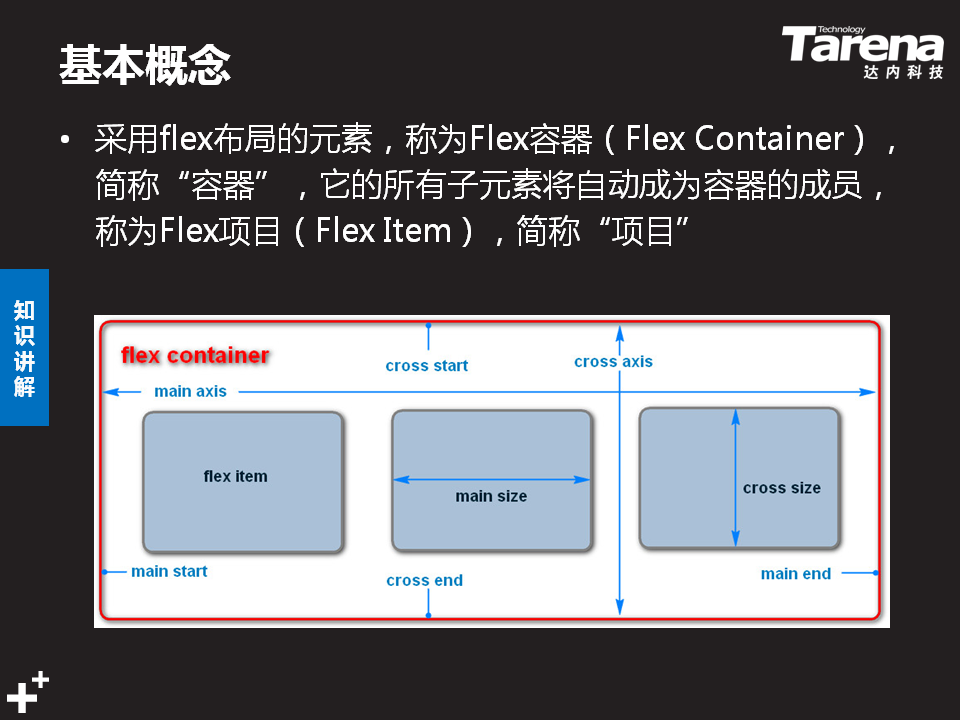 基本概念
Technology
Tarena
达内科技
• 采用flex布局的元素，称为Flex容器（Flex Container），
简称“容器”，它的所有子元素将自动成为容器的成员，
称为Flex项目（Flex Item），简称“项目”
知识讲解
flex container
cross start
cross axis
main axis
flex item
main size
cross size
main start
cross end
main end